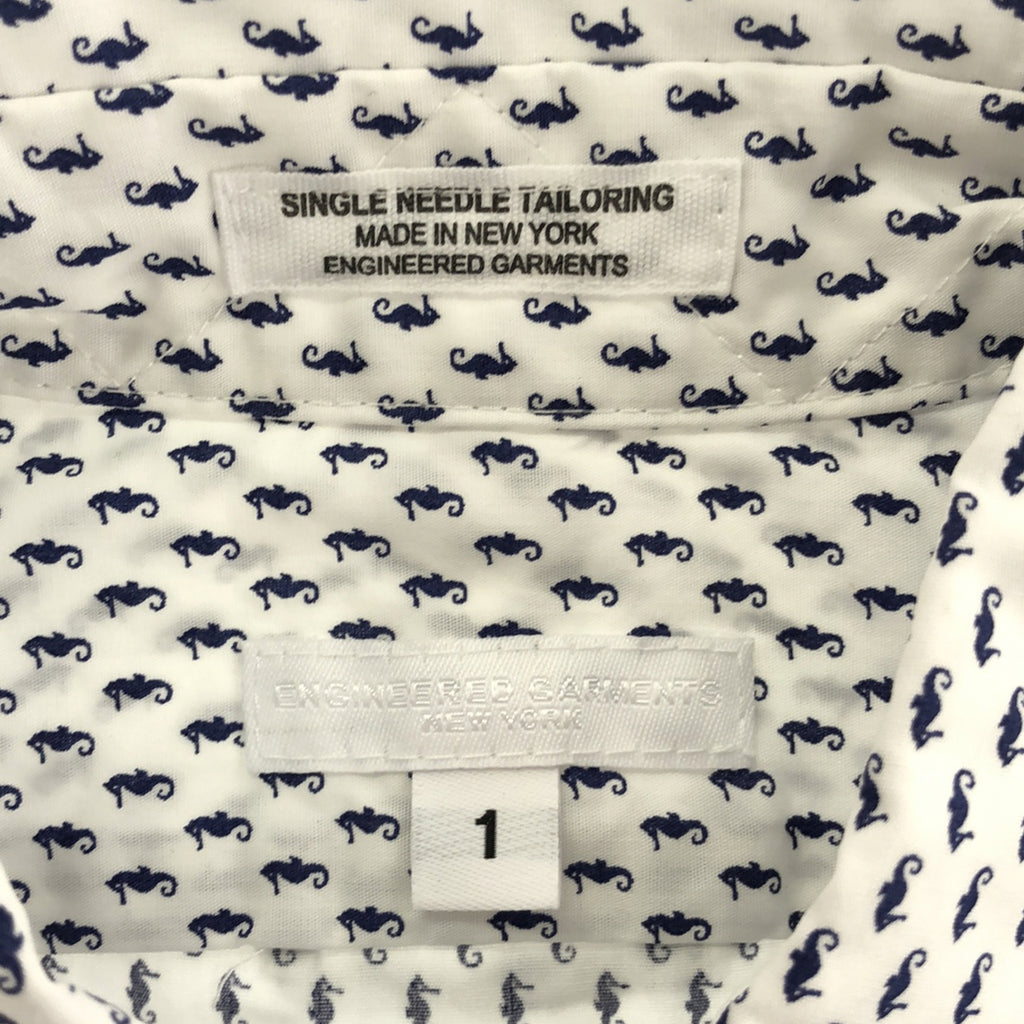 SINGLE NEEDLE TAILORING
MADE IN NEW YORK
ENGINEERED GARMENTS
ENGINEERED GARMENTS
NEW YORK
1